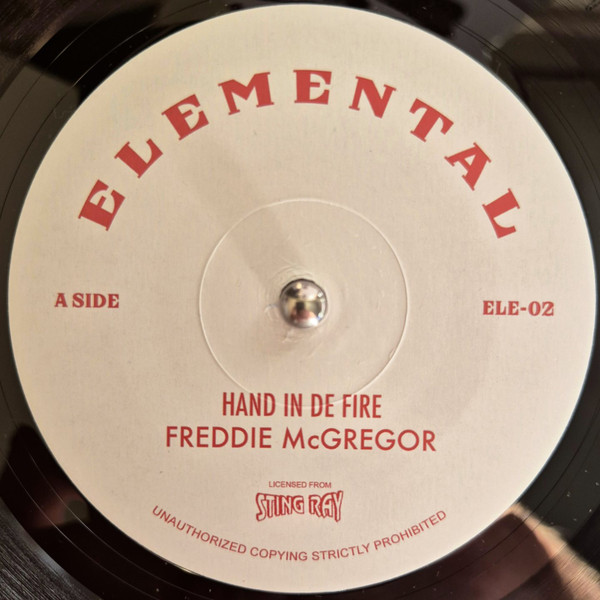 ELEMENTAL
A SIDE
ELE-02
HAND IN DE FIRE
FREDDIE McGREGOR
LICENSED FROM
STING RAY
UNAUTHORIZED COPYING STRICTLY PROHIBITED